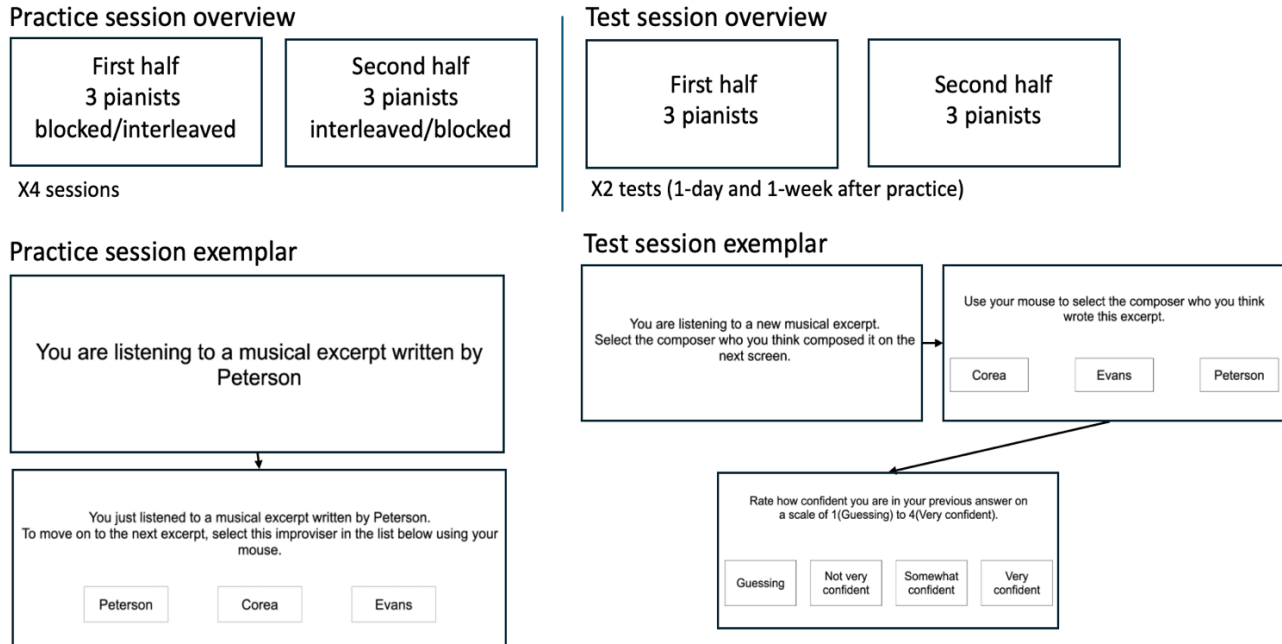 Practice session overview
First half
3 pianists
blocked/interleaved
Second half
3 pianists
interleaved/blocked
X4 sessions
Test session overview
First half
3 pianists
Second half
3 pianists
X2 tests (1-day and 1-week after practice)
Practice session exemplar
You are listening to a musical excerpt written by
Peterson
You just listened to a musical excerpt written by Peterson.
To move on to the next excerpt, select this improviser in the list below using your
mouse.
Peterson
Corea
Evans
Test session exemplar
You are listening to a new musical excerpt.
Select the composer who you think composed it on the
next screen.
Use your mouse to select the composer who you think
wrote this excerpt.
Corea
Evans
Peterson
Rate how confident you are in your previous answer on
a scale of 1(Guessing) to 4(Very confident).
Guessing
Not very
confident
Somewhat
confident
Very
confident